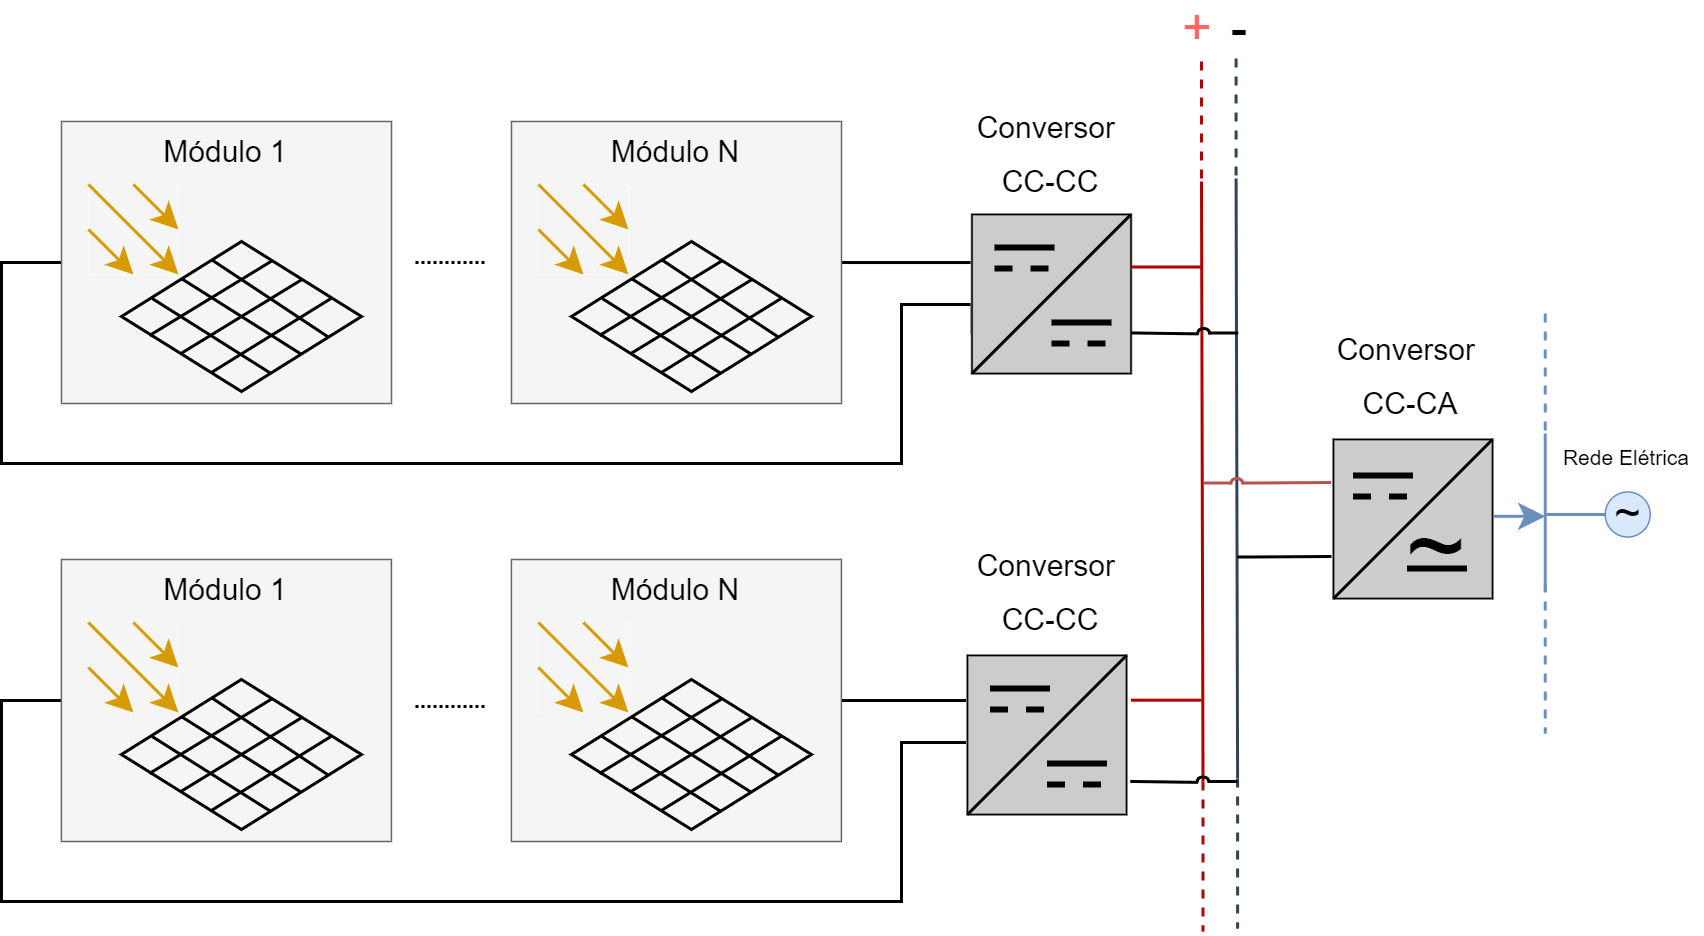 + -
Conversor
CC-CC
Módulo 1
Módulo N
Conversor
CC-CA
Rede Elétrica
~
Conversor
CC-CC
Módulo 1
Módulo N